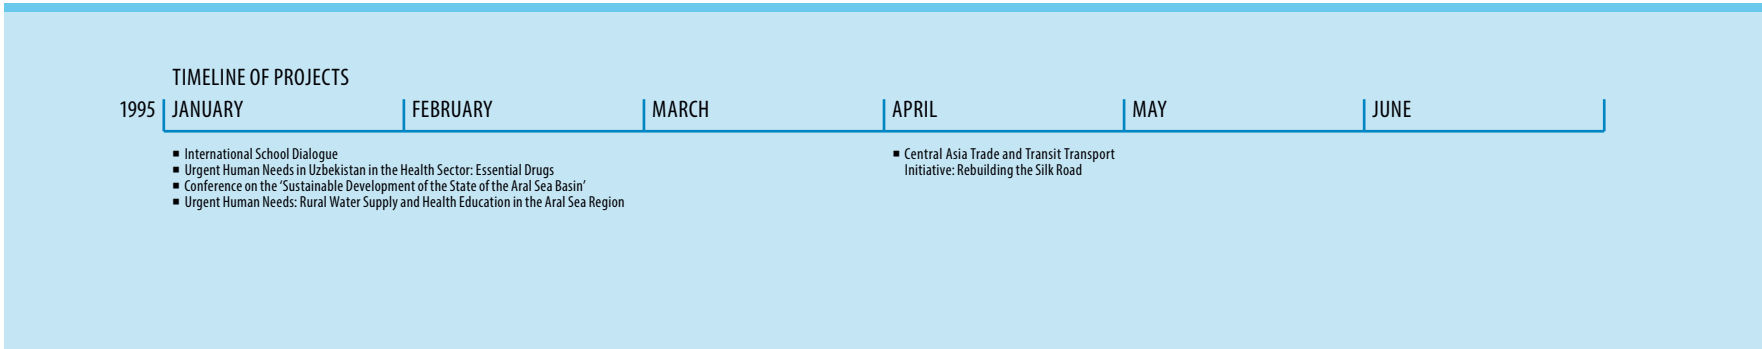 TIMELINE OF PROJECTS
1995 JANUARY FEBRUARY MARCH APRIL MAY JUNE
■ International School Dialogue
■ Urgent Human Needs in Uzbekistan in the Health Sector: Essential Drugs
■ Conference on the ‘Sustainable Development of the State of the Aral Sea Basin’
■ Urgent Human Needs: Rural Water Supply and Health Education in the Aral Sea Region
■ Central Asia Trade and Transit Transport
Initiative: Rebuilding the Silk Road